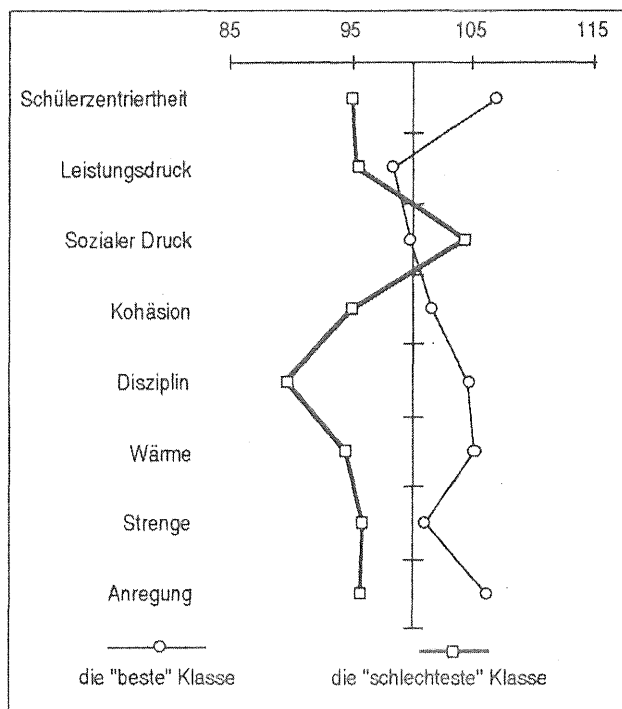 85 95 105 115
Schülerzentriertheit
Leistungsdruck
Sozialer Druck
Kohäsion
Disziplin
Wärme
Strenge
Anregung
die "beste" Klasse die "schlechteste" Klasse